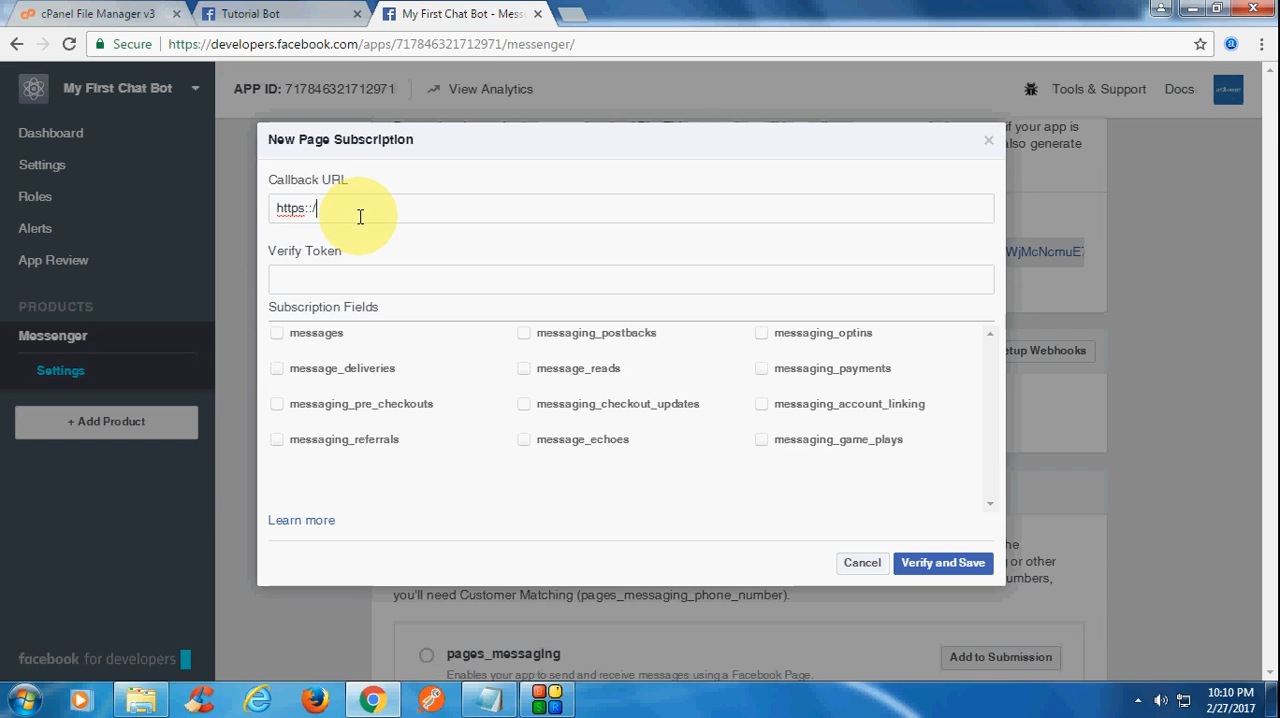 cPanel File Manager v3
Tutorial Bot
My First Chat Bot - Mess
Secure
https://developers.facebook.com/apps/717846321712971/messenger/
My First Chat Bot
APP ID: 717846321712971
View Analytics
Tools & Support
Docs
Dashboard
Settings
Roles
Alerts
App Review
PRODUCTS
Messenger
Settings
+ Add Product
facebook for developers
if your app is
also generate
New Page Subscription
Callback URL
https::/
Verify Token
WjMcNcmuE
Subscription Fields
messages
messaging_postbacks
messaging_optins
etup Webhooks
message_deliveries
message_reads
messaging_payments
messaging_pre_checkouts
messaging_checkout_updates
messaging_account_linking
messaging_referrals
message_echoes
messaging_game_plays
Learn more
Cancel
Verify and Save
the
g or other
numbers,
you'll need Customer Matching (pages_messaging_phone_number).
pages_messaging
Enables your app to send and receive messages using a Facebook Page.
Add to Submission
10:10 PM
2/27/2017